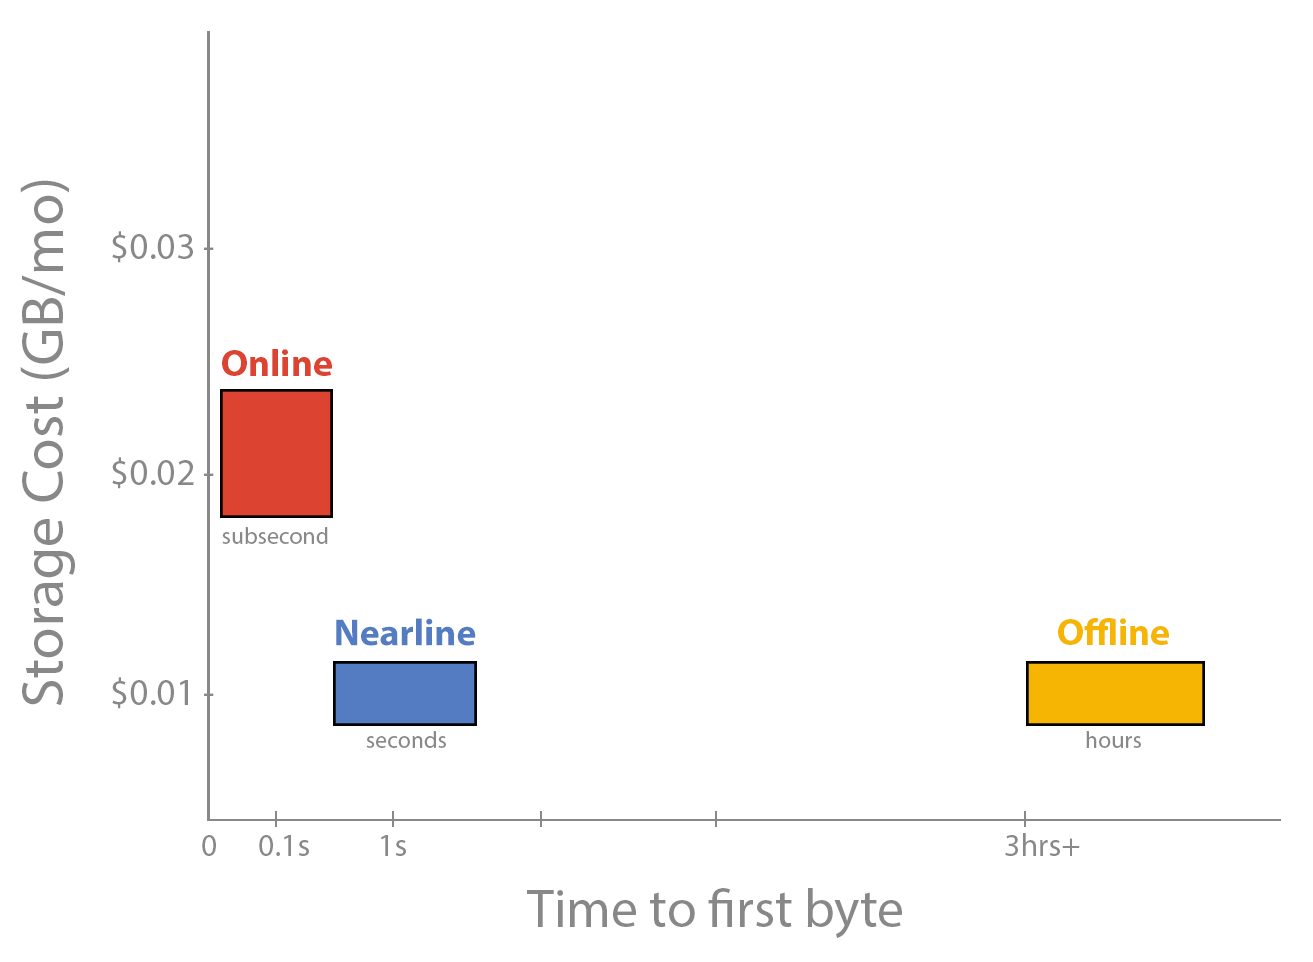 Storage Cost (GB/mo)
$0.03
$0.02
$0.01
Online
subsecond
Nearline
seconds
Offline
hours
0
0.1s
1s
3hrs+
Time to first byte